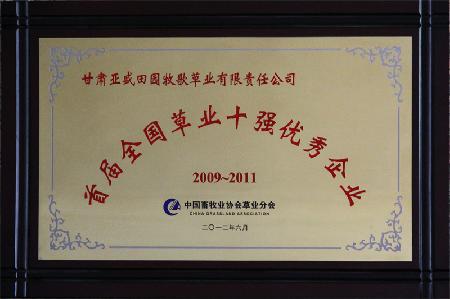 甘肃亚盛田园牧歌草业有限责任公司
首届全国草业十强优秀企业
2009~2011
中国畜牧业协会草业分会
CHINA GRASSLAND ASSOCIATION
二〇一二年六月